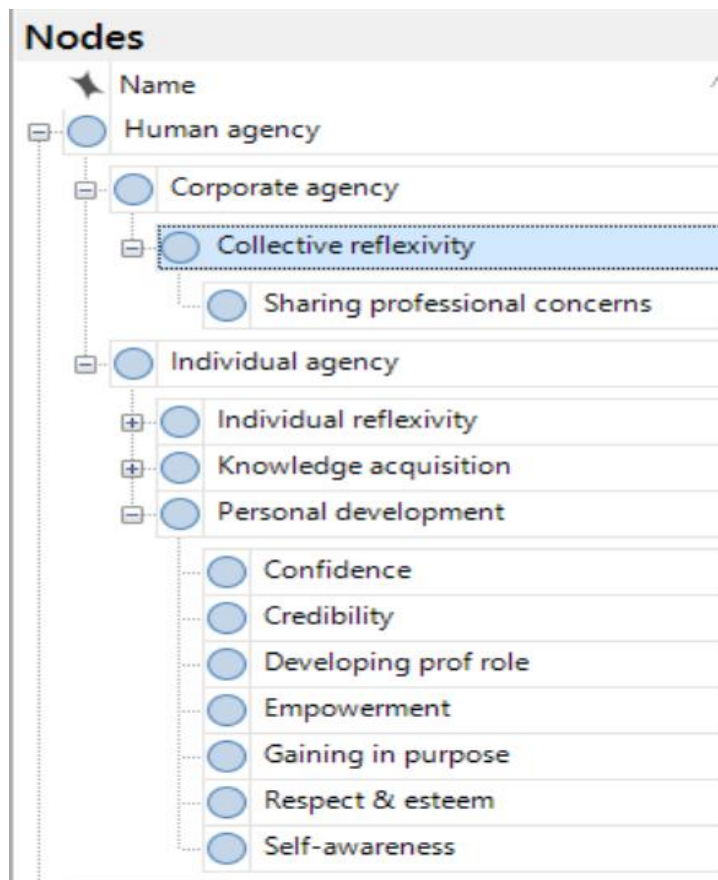 Nodes
Name
Human agency
Corporate agency
Collective reflexivity
Sharing professional concerns
Individual agency
Individual reflexivity
Knowledge acquisition
Personal development
Confidence
Credibility
Developing prof role
Empowerment
Gaining in purpose
Respect & esteem
Self-awareness